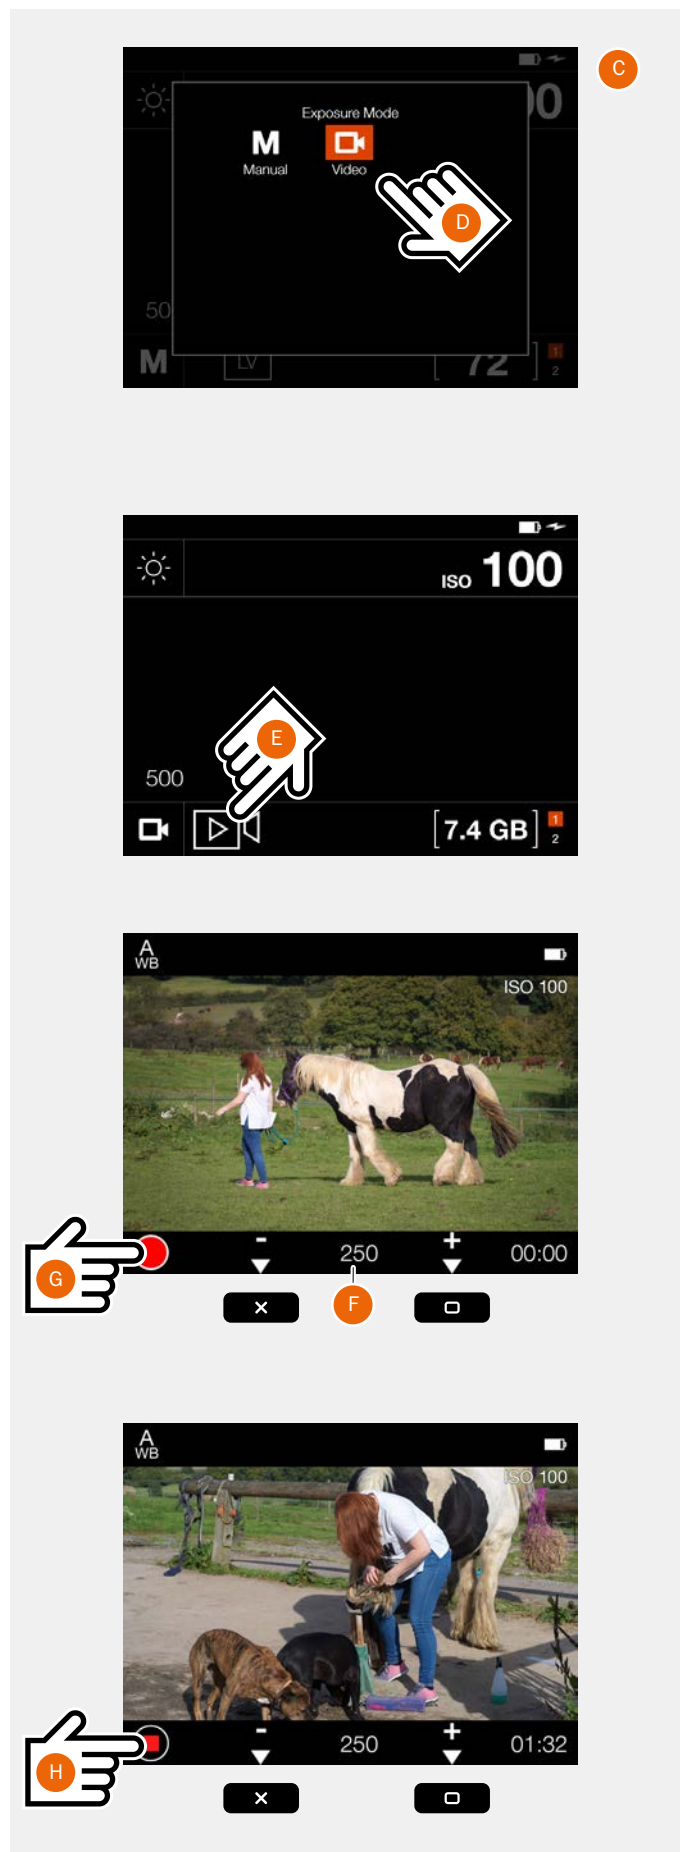 C
00
Exposure Mode
M
Manual Video
D
50
M LV [ 72 ] 1
2
ISO 100
E
500
[7.4 GB] 1
2
A
WB
ISO 100
- +
G 250 00:00
F
A
WB
ISO 100
- +
250 01:32
H